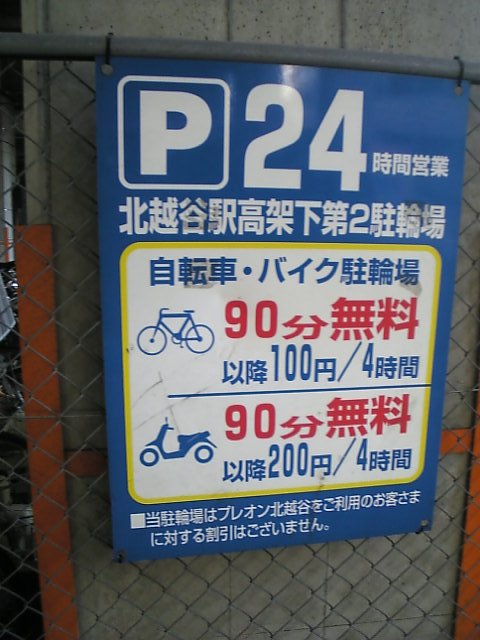 P 24時間営業
北越谷駅高架下第2駐輪場
自転車・バイク駐輪場
90分無料
以降100円/4時間
90分無料
以降200円/4時間
■当駐輪場はプレオン北越谷をご利用のお客さま
に対する割引はございません。